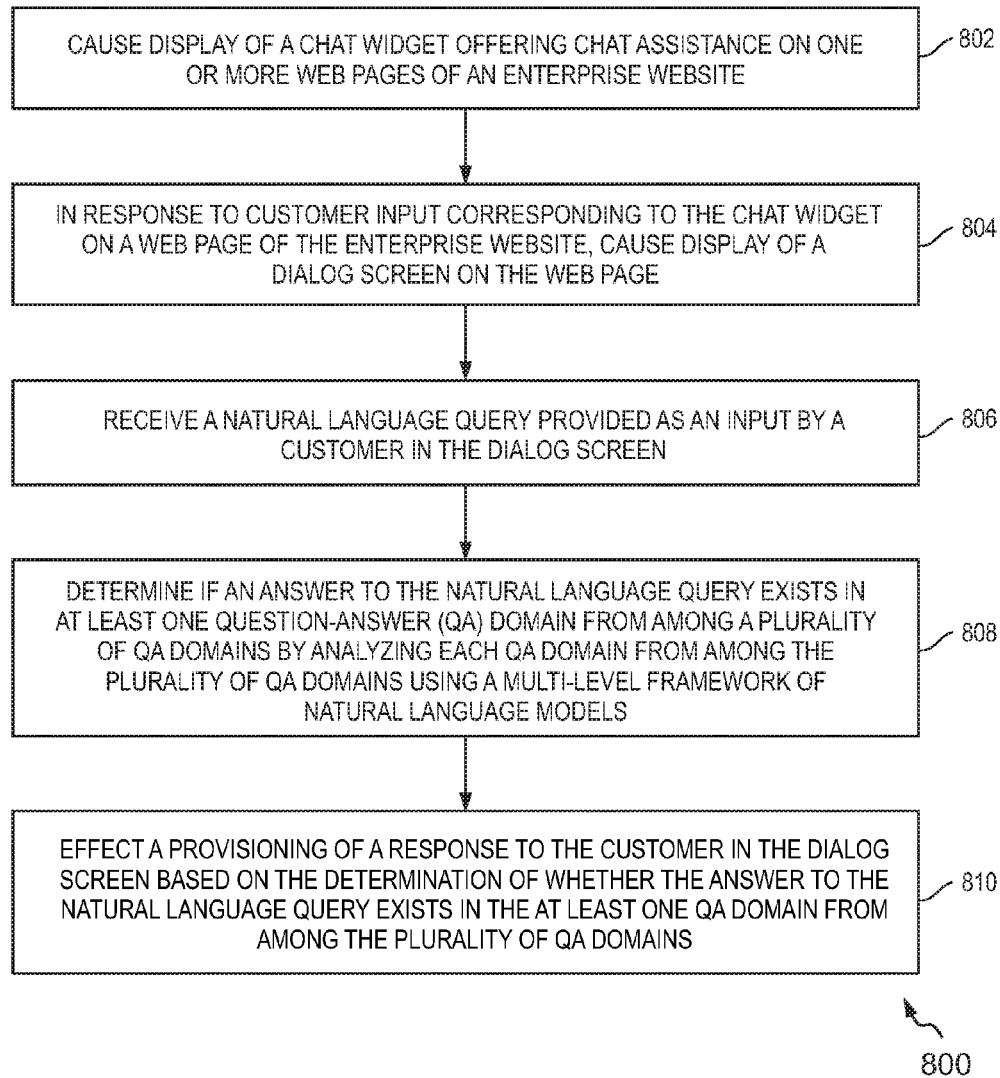 CAUSE DISPLAY OF A CHAT WIDGET OFFERING CHAT ASSISTANCE ON ONE
OR MORE WEB PAGES OF AN ENTERPRISE WEBSITE
802
IN RESPONSE TO CUSTOMER INPUT CORRESPONDING TO THE CHAT WIDGET
ON A WEB PAGE OF THE ENTERPRISE WEBSITE, CAUSE DISPLAY OF A
DIALOG SCREEN ON THE WEB PAGE
804
RECEIVE A NATURAL LANGUAGE QUERY PROVIDED AS AN INPUT BY A
CUSTOMER IN THE DIALOG SCREEN
806
DETERMINE IF AN ANSWER TO THE NATURAL LANGUAGE QUERY EXISTS IN
AT LEAST ONE QUESTION-ANSWER (QA) DOMAIN FROM AMONG A PLURALITY
OF QA DOMAINS BY ANALYZING EACH QA DOMAIN FROM AMONG THE
PLURALITY OF QA DOMAINS USING A MULTI-LEVEL FRAMEWORK OF
NATURAL LANGUAGE MODELS
808
EFFECT A PROVISIONING OF A RESPONSE TO THE CUSTOMER IN THE DIALOG
SCREEN BASED ON THE DETERMINATION OF WHETHER THE ANSWER TO THE
NATURAL LANGUAGE QUERY EXISTS IN THE AT LEAST ONE QA DOMAIN FROM
AMONG THE PLURALITY OF QA DOMAINS
810
800